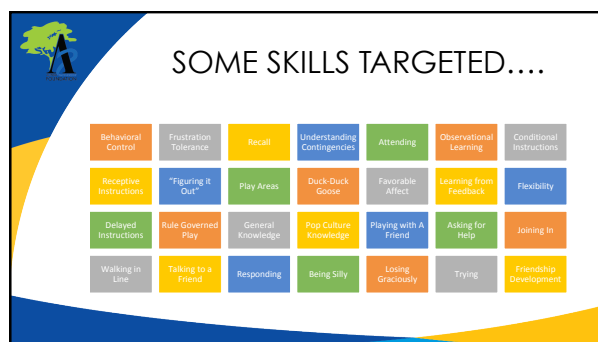 SOME SKILLS TARGETED....
Behavioral
Control
Frustration
Tolerance
Recall
Understanding
Contingencies
Attending
Observational
Learning
Conditional
Instructions
Receptive
Instructions
"Figuring it
Out"
Play Areas
Duck-Duck
Goose
Favorable
Affect
Learning from
Feedback
Flexibility
Delayed
Instructions
Rule Governed
Play
General
Knowledge
Pop Culture
Knowledge
Playing with A
Friend
Asking for
Help
Joining In
Walking in
Line
Talking to a
Friend
Responding
Being Silly
Losing
Graciously
Trying
Friendship
Development